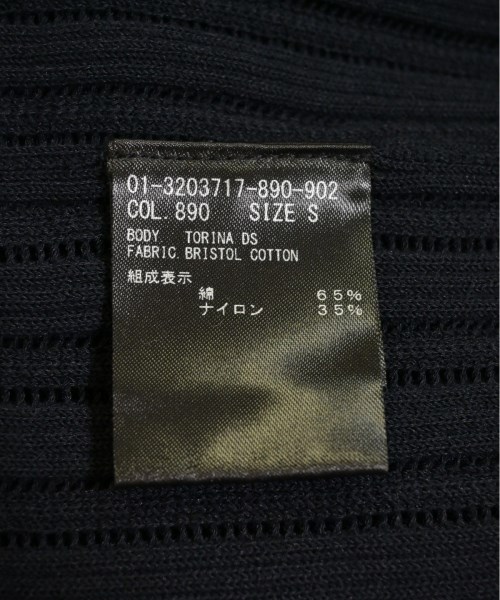 01-3203717-890-902
COL. 890 SIZE S
BODY. TORINA DS
FABRIC. BRISTOL COTTON
組成表示
綿 65%
ナイロン 35%